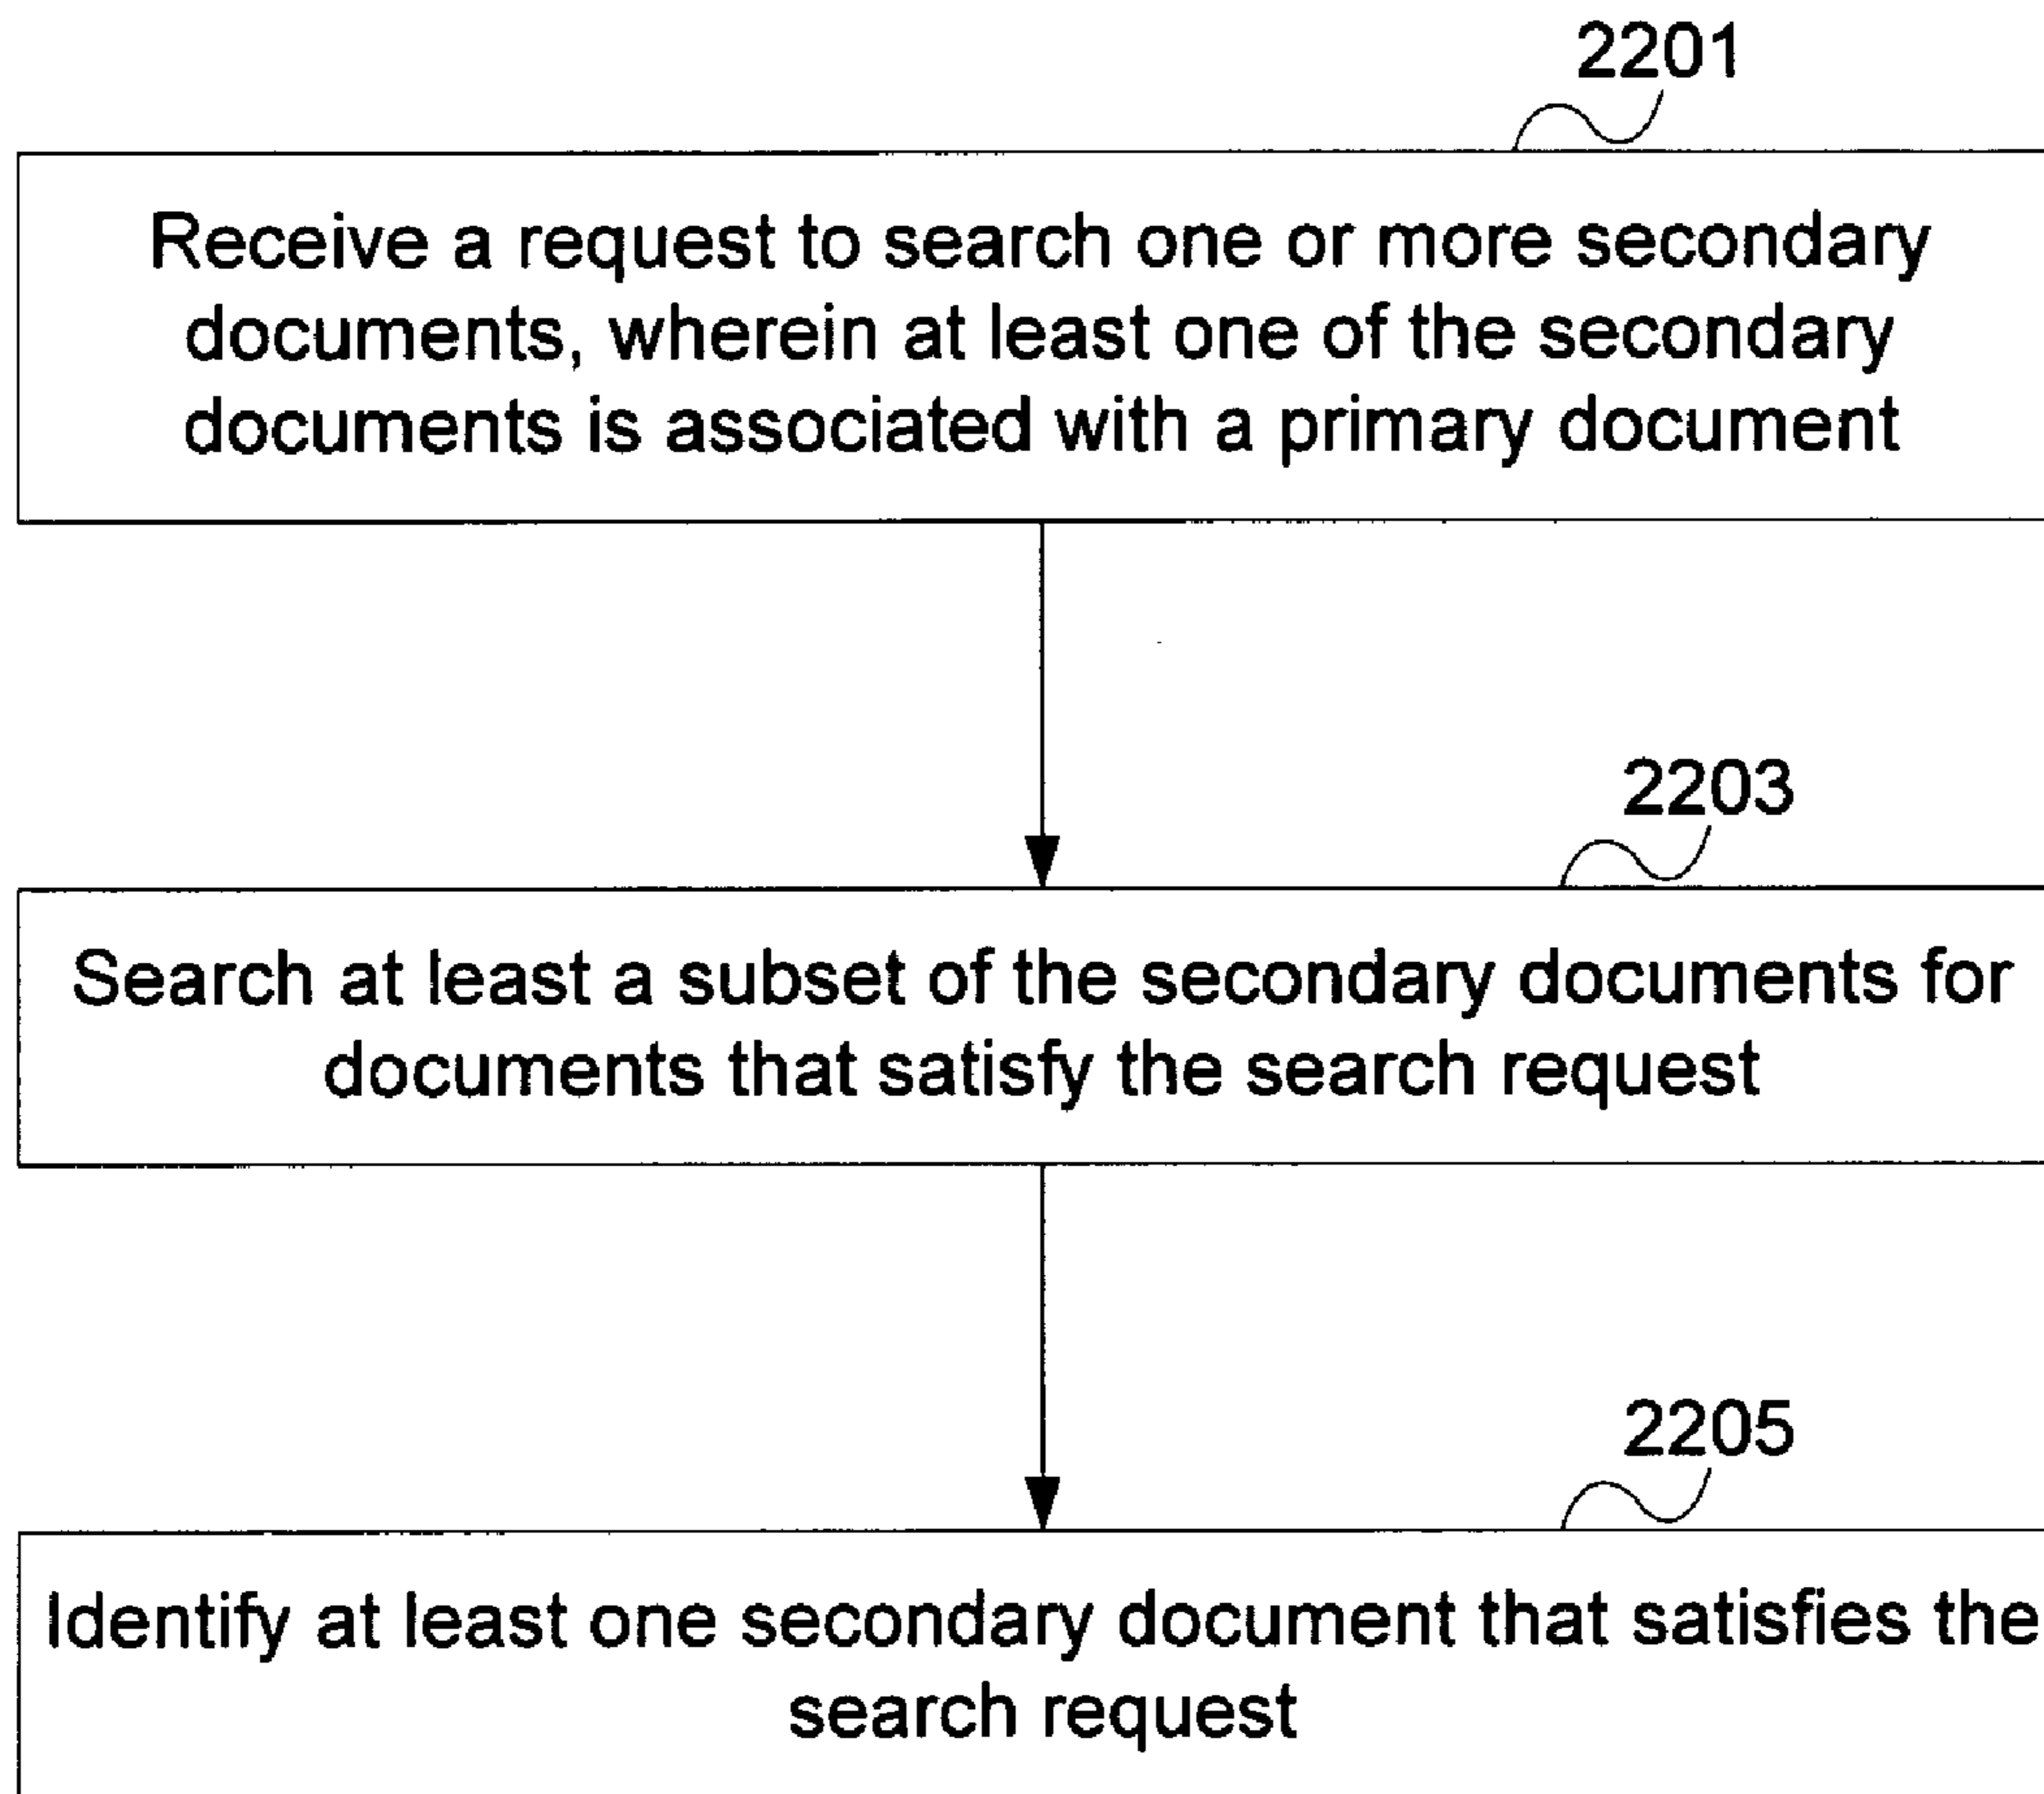 2201
Receive a request to search one or more secondary
documents, wherein at least one of the secondary
documents is associated with a primary document
2203
Search at least a subset of the secondary documents for
documents that satisfy the search request
2205
Identify at least one secondary document that satisfies the
search request